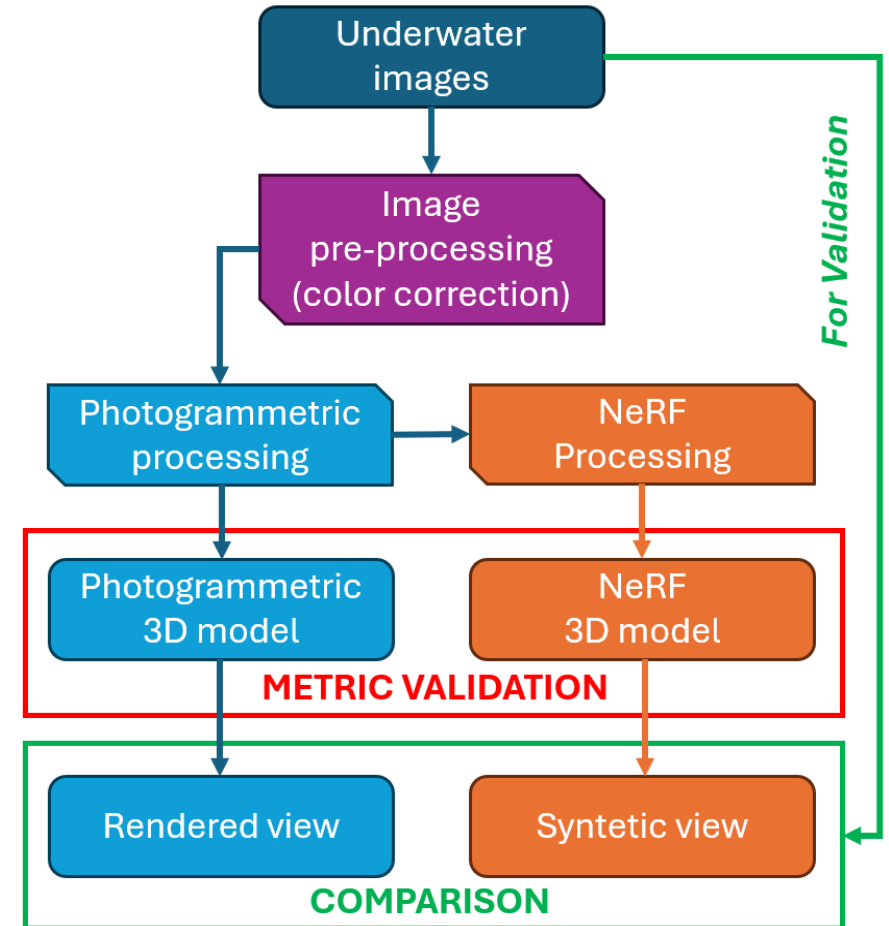 Underwater
images
For Validation
Image
pre-processing
(color correction)
Photogrammetric
processing
NeRF
Processing
Photogrammetric
3D model
NeRF
3D model
METRIC VALIDATION
Rendered view
Syntetic view
COMPARISON